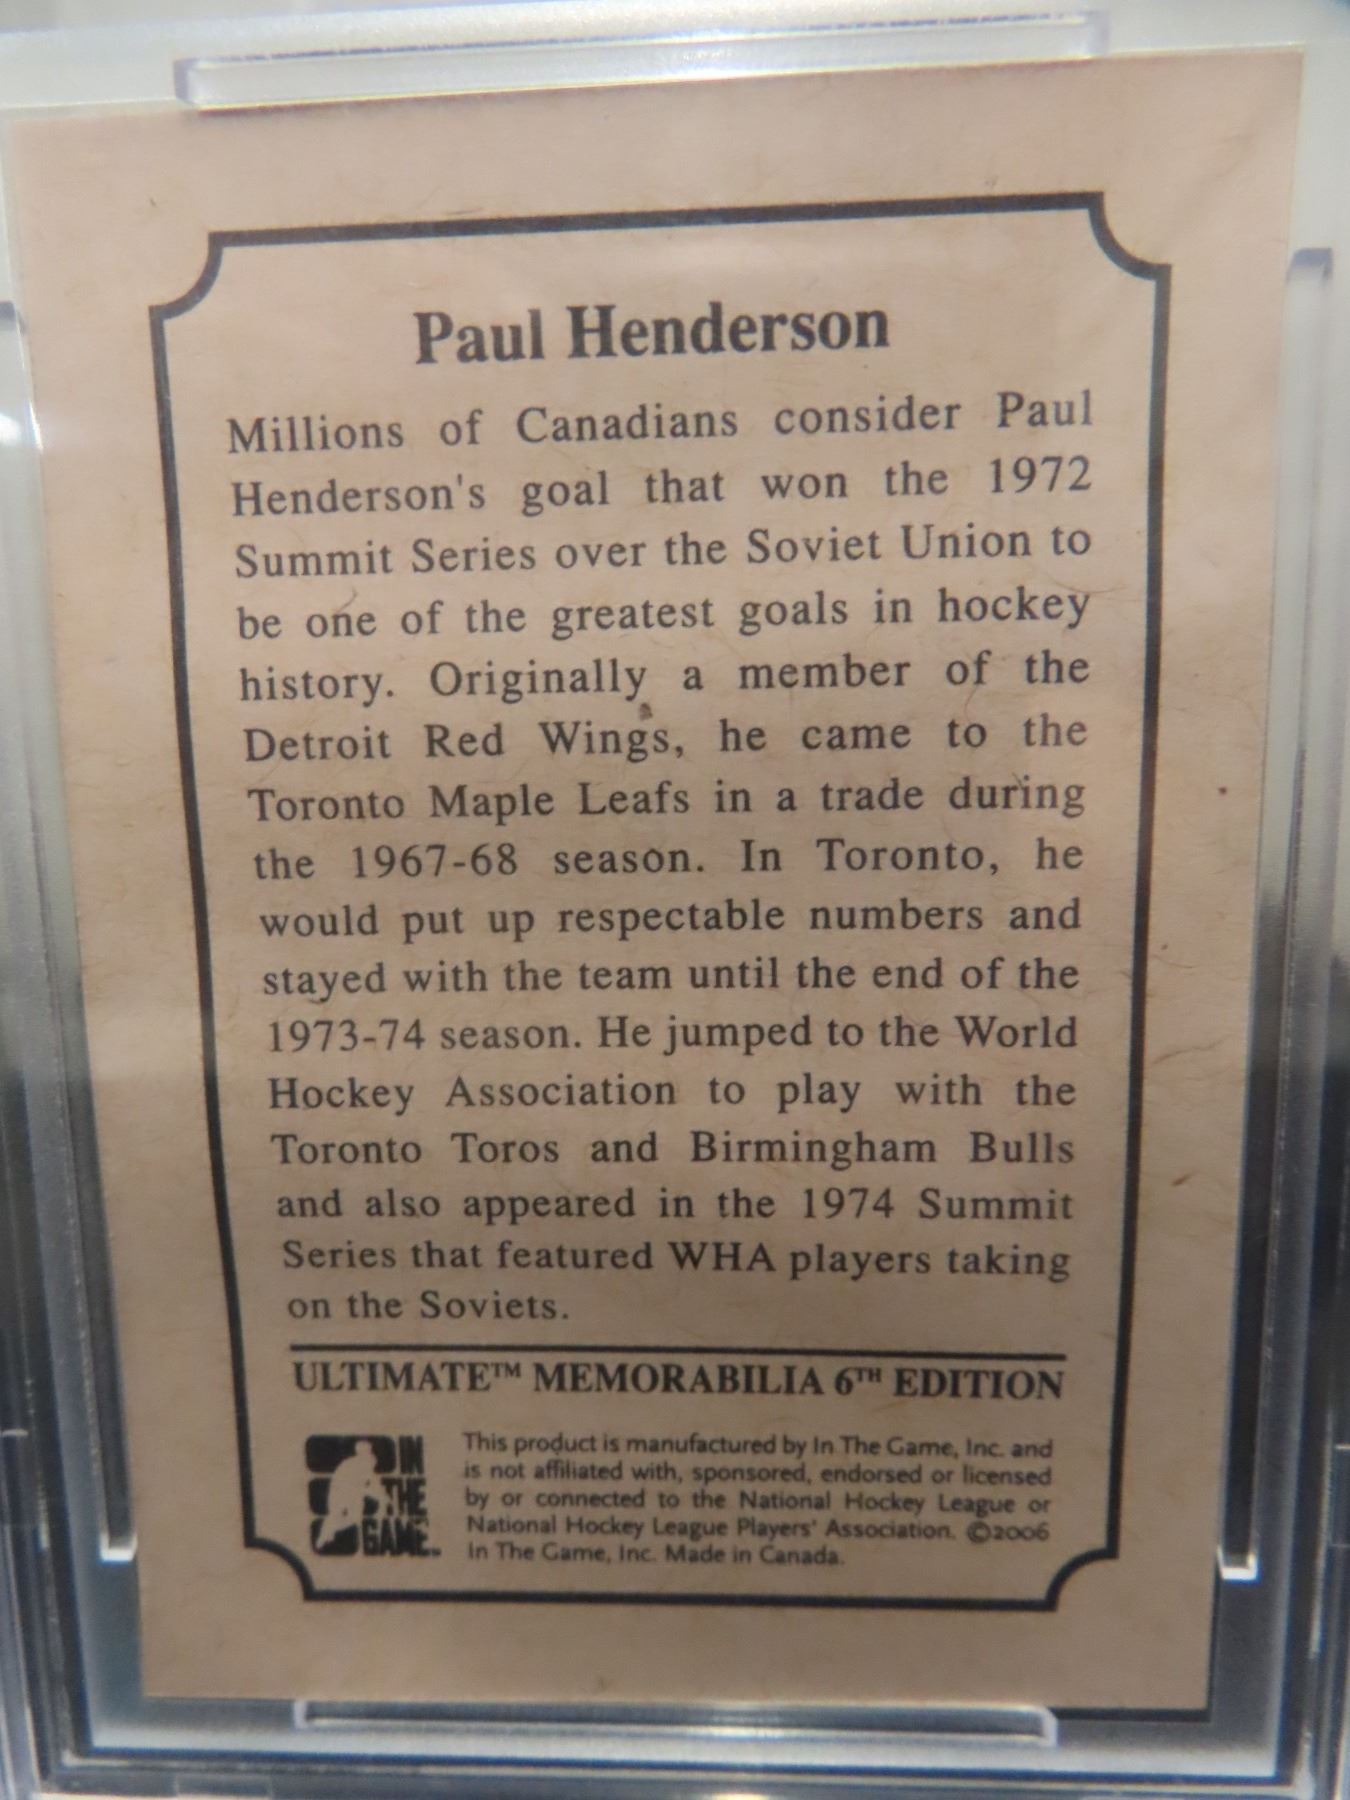 Paul Henderson
Millions of Canadians consider Paul
Henderson's goal that won the 1972
Summit Series over the Soviet Union to
be one of the greatest goals in hockey
history. Originally a member of the
Detroit Red Wings, he came to the
Toronto Maple Leafs in a trade during
the 1967-68 season. In Toronto, he
would put up respectable numbers and
stayed with the team until the end of the
1973-74 season. He jumped to the World
Hockey Association to play with the
Toronto Toros and Birmingham Bulls
and also appeared in the 1974 Summit
Series that featured WHA players taking
on the Soviets.
ULTIMATE™ MEMORABILIA 6TH EDITION
IN
THE
GAME
This product is manufactured by In The Game, Inc. and
is not affiliated with, sponsored, endorsed or licensed
by or connected to the National Hockey League or
National Hockey League Players' Association. ©2006
In The Game, Inc. Made in Canada.